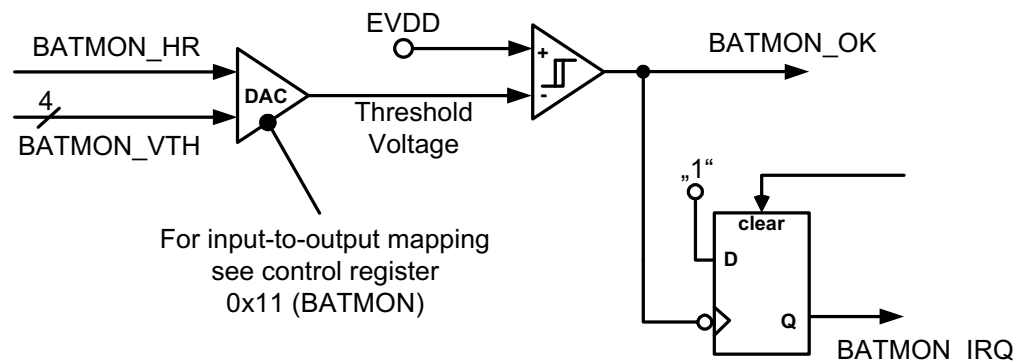 EVDD
BATMON_HR
BATMON_OK
+
DAC
-
4
Threshold
Voltage
BATMON_VTH
„1“
clear
For input-to-output mapping
see control register
0x11 (BATMON)
D
Q
BATMON_IRQ